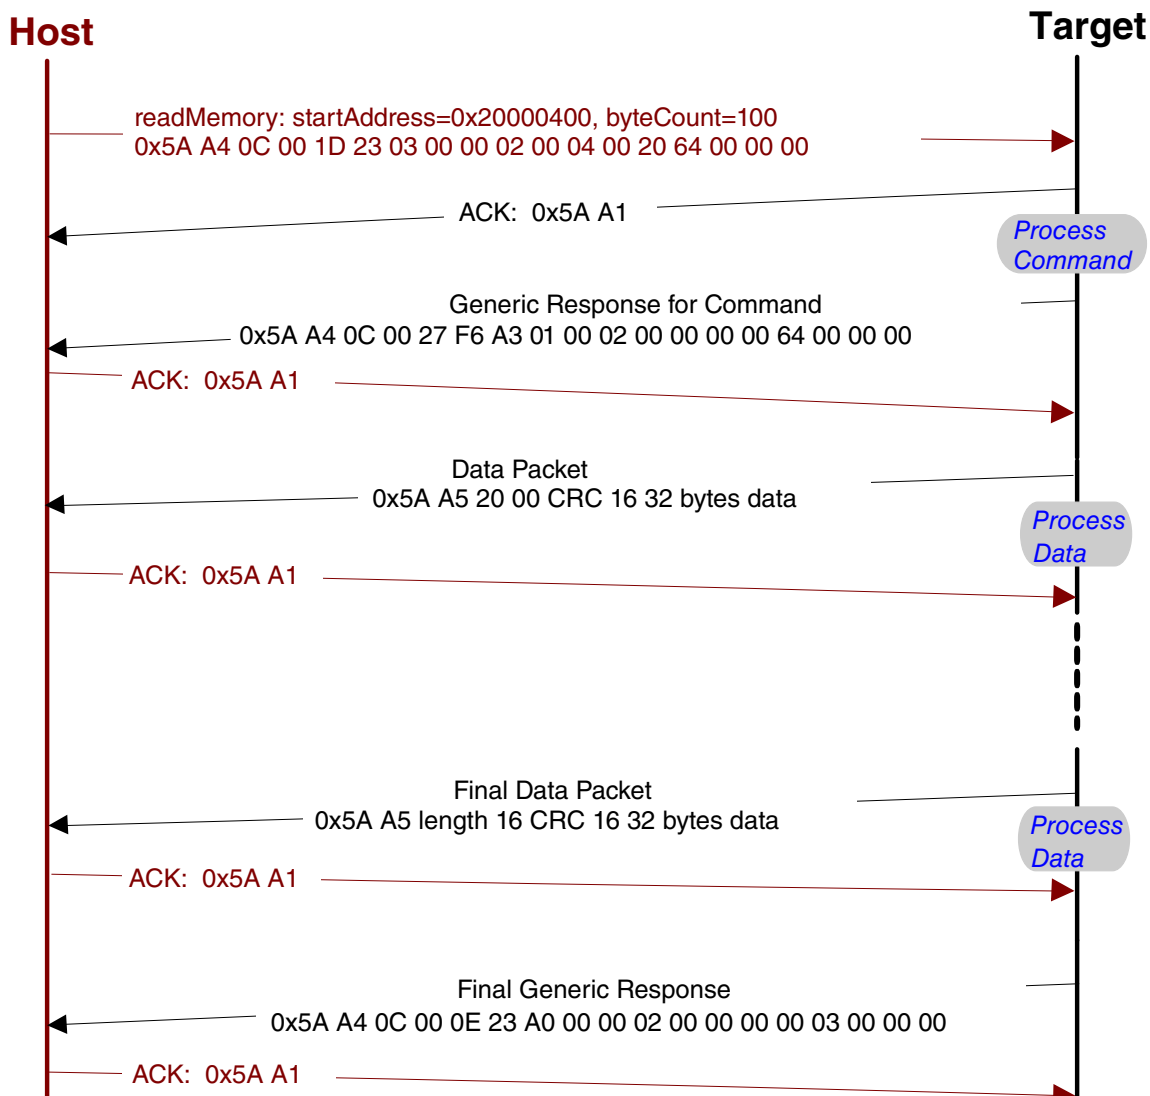 Host
Target
readMemory: startAddress=0x20000400, byteCount=100
0x5A A4 0C 00 1D 23 03 00 00 02 00 04 00 20 64 00 00 00
ACK: 0x5A A1
Process
Command
Generic Response for Command
0x5A A4 0C 00 27 F6 A3 01 00 02 00 00 00 00 64 00 00 00
ACK: 0x5A A1
Data Packet
0x5A A5 20 00 CRC 16 32 bytes data
Process
Data
ACK: 0x5A A1
Final Data Packet
0x5A A5 length 16 CRC 16 32 bytes data
Process
Data
ACK: 0x5A A1
Final Generic Response
0x5A A4 0C 00 0E 23 A0 00 00 02 00 00 00 00 03 00 00 00
ACK: 0x5A A1